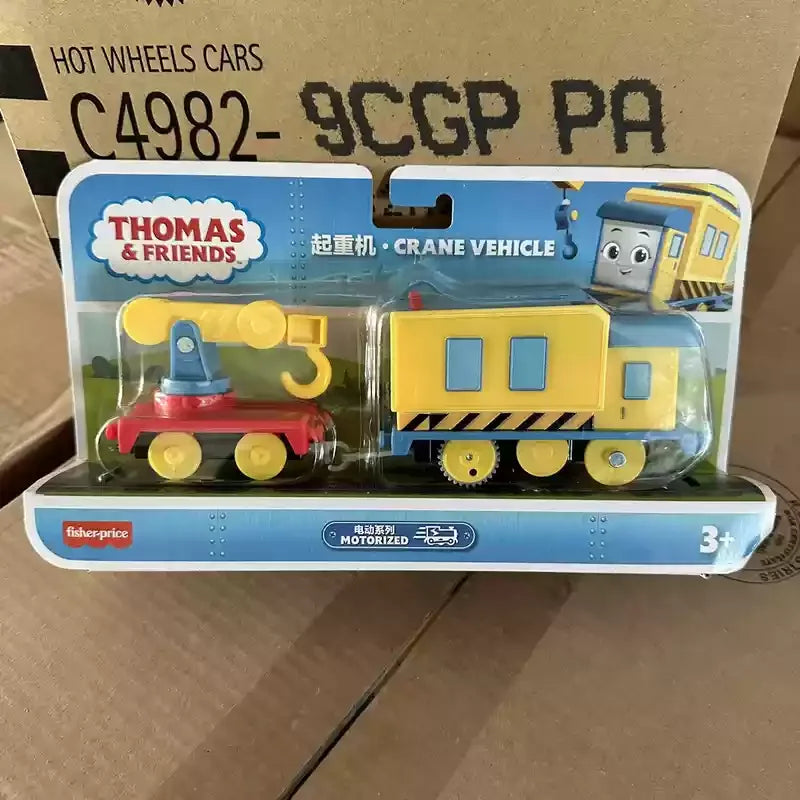 HOT WHEELS CARS
C4982- 9CGP PA
THOMAS
& FRIENDS
起重机·CRANE VEHICLE
fisher-price
电动系列
MOTORIZED
3+